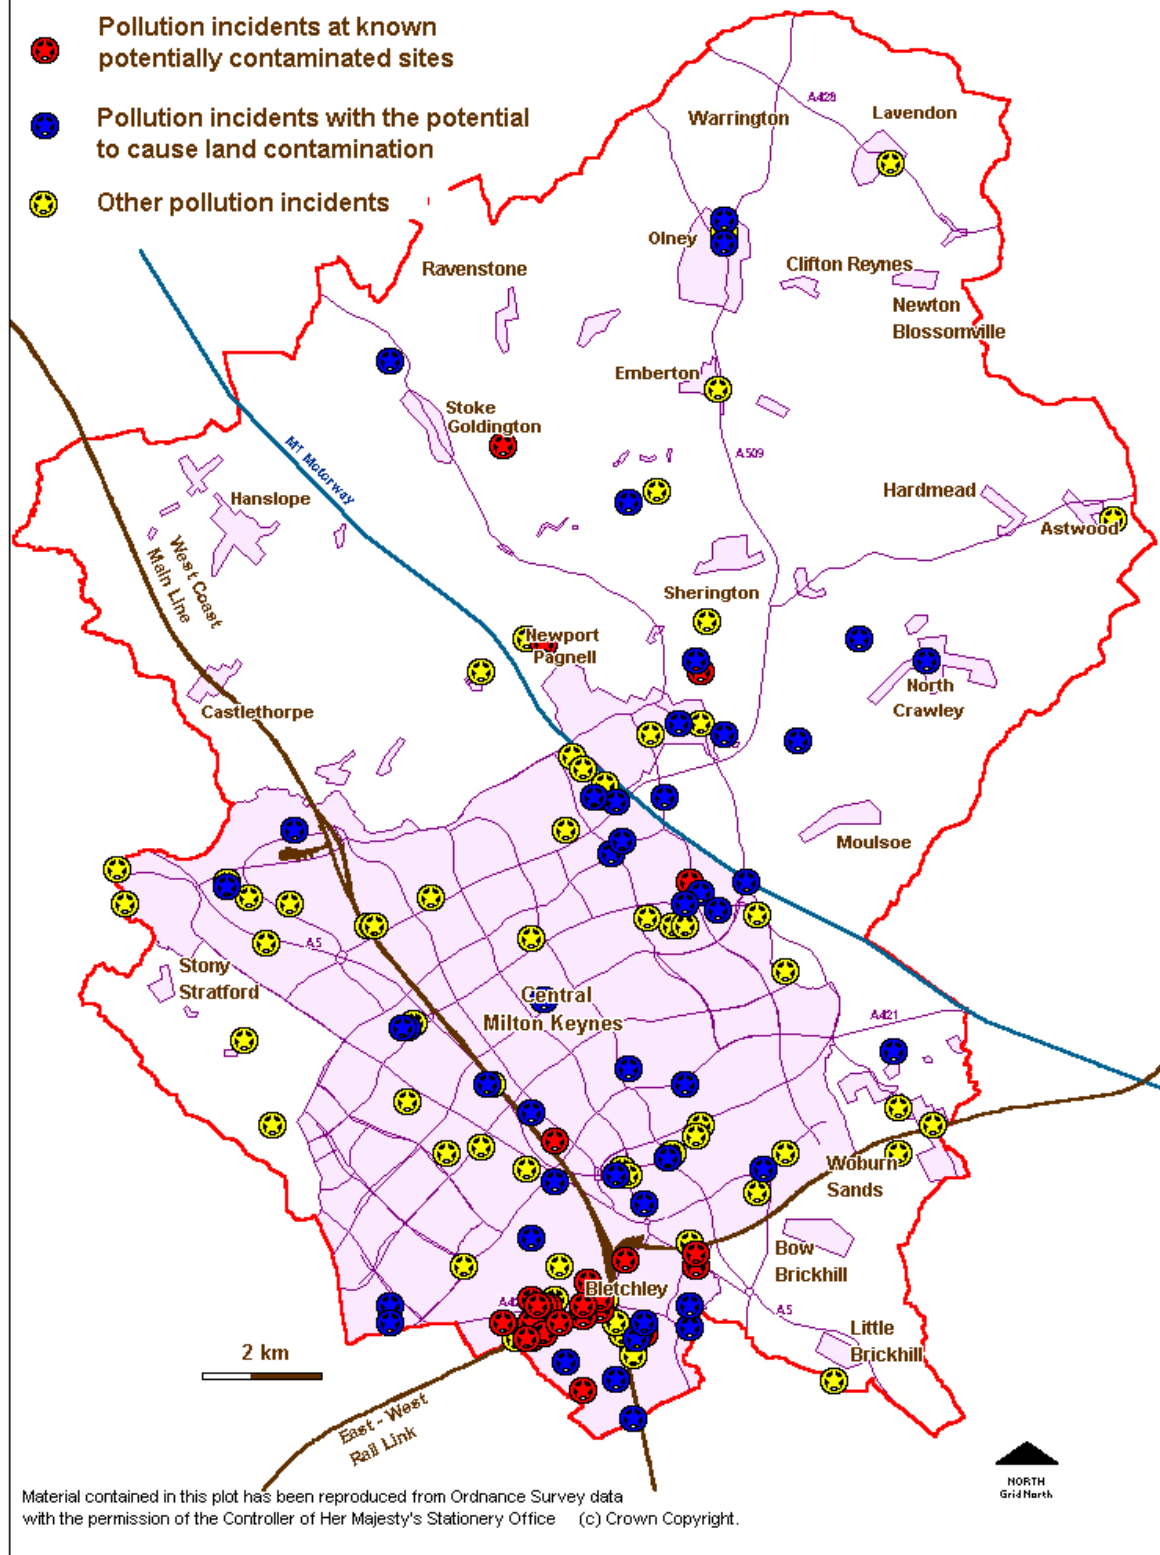 Pollution incidents at known
potentially contaminated sites
Pollution incidents with the potential
to cause land contamination
Other pollution incidents
A428
Warrington
Lavendon
Olney
Clifton Reynes
Ravenstone
Newton
Blossomville
Emberton
Stoke
Goldington
M1 Motorway
A509
Hanslope
Hardmead
Astwood
West Coast
Main Line
Sherington
Newport
Pagnell
North
Crawley
Castlethorpe
Moulsoe
A5
Stony
Stratford
Central
Milton Keynes
A421
Woburn
Sands
Bow
Brickhill
Bletchley
A5
Little
Brickhill
2 km
East - West
Rail Link
NORTH
Grid North
Material contained in this plot has been reproduced from Ordnance Survey data
with the permission of the Controller of Her Majesty's Stationery Office (c) Crown Copyright.